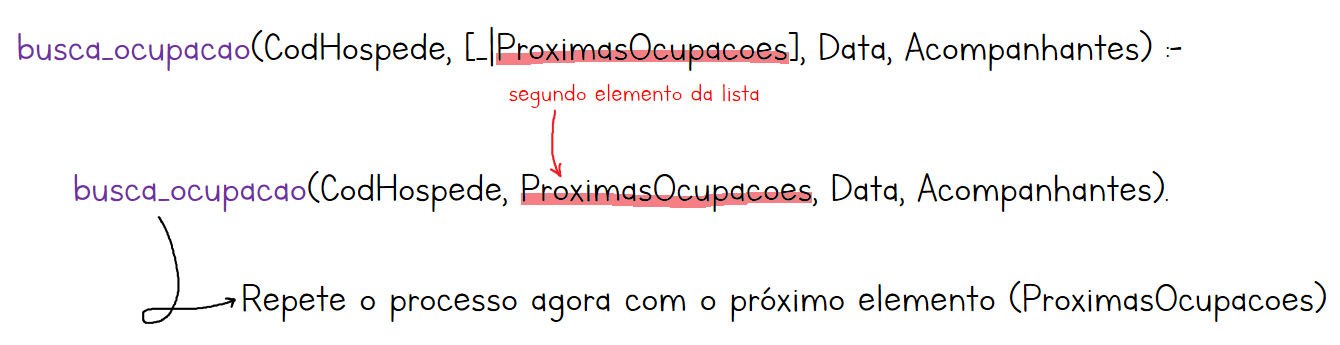 busca_ocupacao(CodHospede, [_|ProximasOcupacoes], Data, Acompanhantes) :-
segundo elemento da lista
busca_ocupacao(CodHospede, ProximasOcupacoes, Data, Acompanhantes).
Repete o processo agora com o próximo elemento (ProximasOcupacoes)